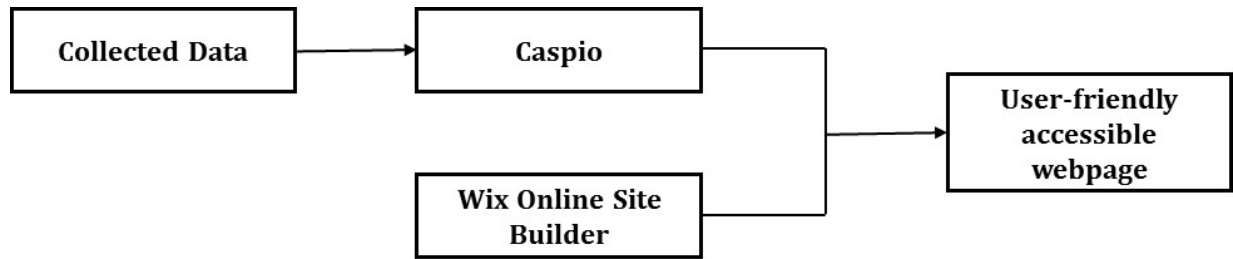 Collected Data
Caspio
User-friendly
accessible
webpage
Wix Online Site
Builder